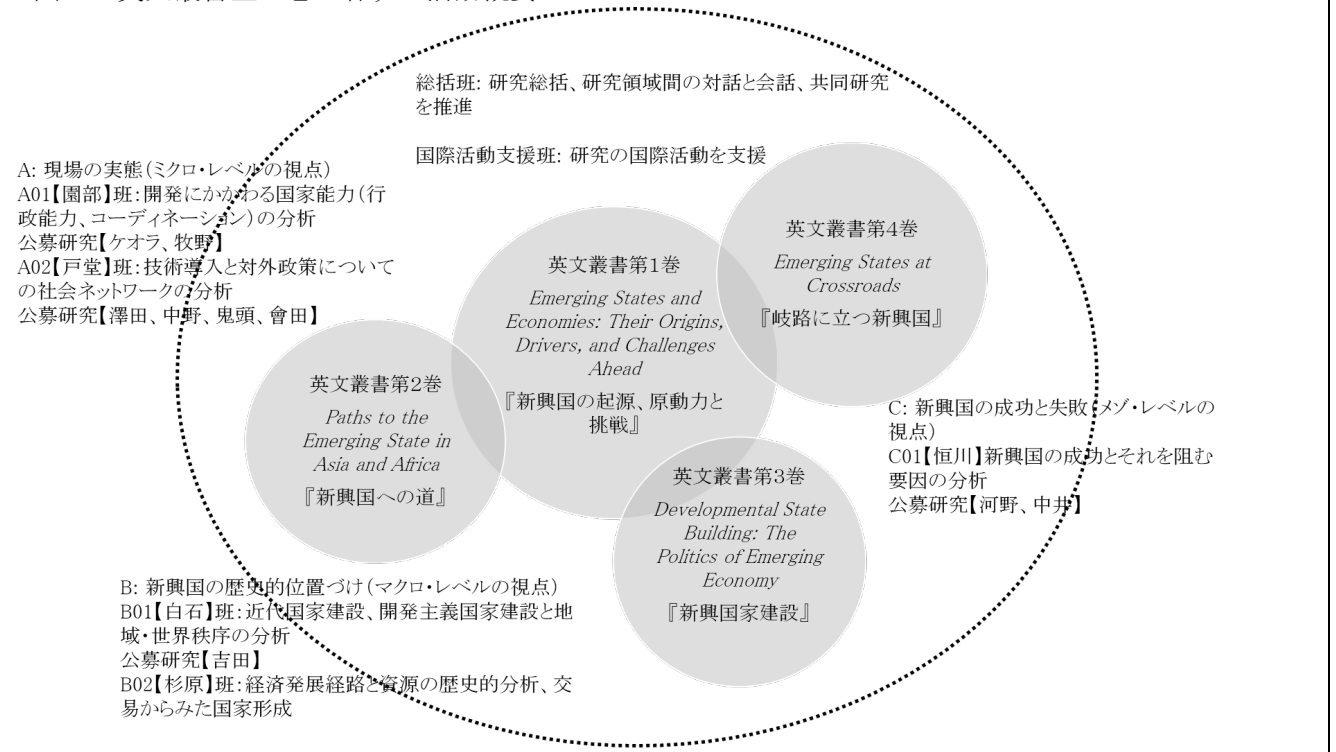 総括班: 研究総括、研究領域間の対話と会話、共同研究
を推進
国際活動支援班: 研究の国際活動を支援
A: 現場の実態(ミクロ・レベルの視点)
A01【園部】班:開発にかかわる国家能力(行
政能力、コーディネーション)の分析
公募研究【ケオラ、牧野】
A02【戸堂】班:技術導入と対外政策について
の社会ネットワークの分析
公募研究【澤田、中野、鬼頭、會田】
英文叢書第1巻
Emerging States and
Economies: Their Origins,
Drivers, and Challenges
Ahead
『新興国の起源、原動力と
挑戦』
英文叢書第4巻
Emerging States at
Crossroads
『岐路に立つ新興国』
英文叢書第2巻
Paths to the
Emerging State in
Asia and Africa
『新興国への道』
英文叢書第3巻
Developmental State
Building: The
Politics of Emerging
Economy
『新興国家建設』
C: 新興国の成功と失敗(メゾ・レベルの
視点)
C01【恒川】新興国の成功とそれを阻む
要因の分析
公募研究【河野、中井】
B: 新興国の歴史的位置づけ(マクロ・レベルの視点)
B01【白石】班:近代国家建設、開発主義国家建設と地
域・世界秩序の分析
公募研究【吉田】
B02【杉原】班:経済発展経路と資源の歴史的分析、交
易からみた国家形成